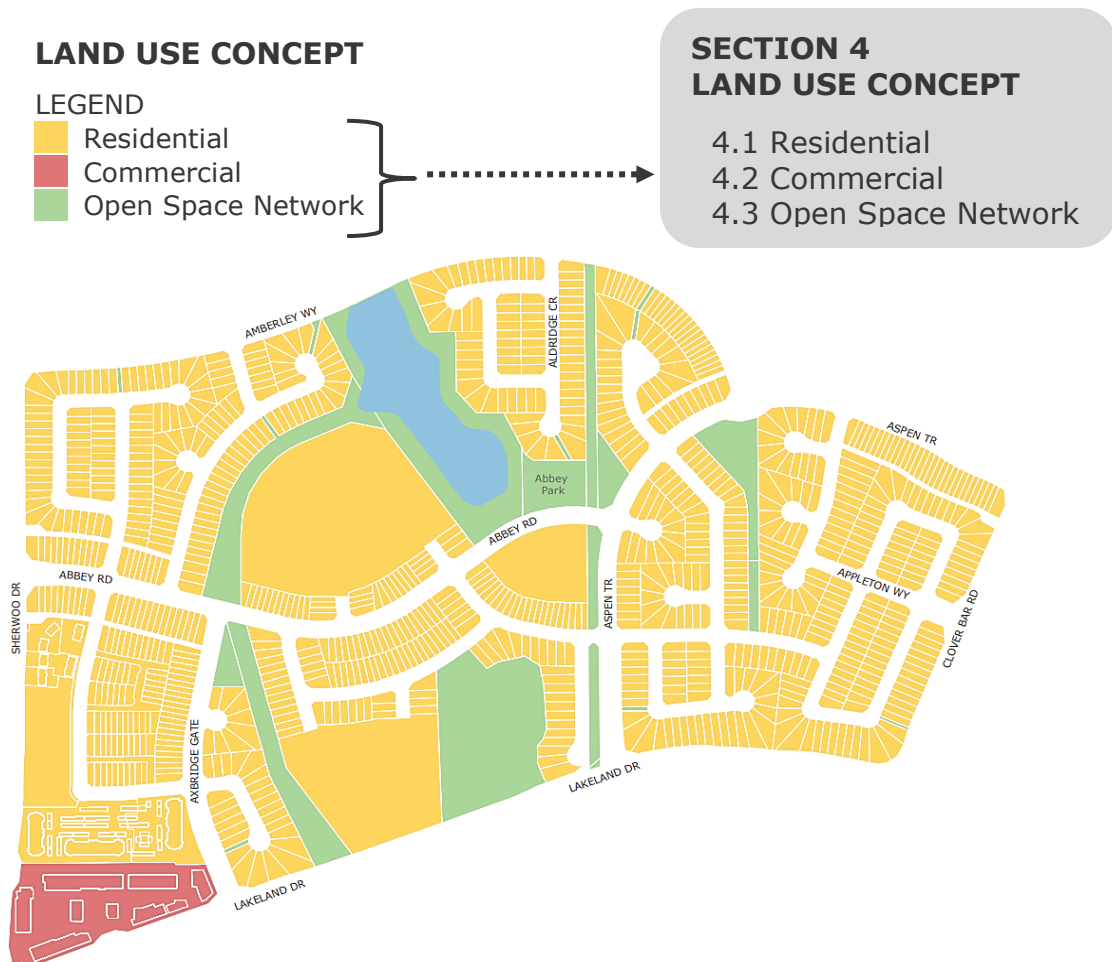 LAND USE CONCEPT
LEGEND
Residential
Commercial
Open Space Network
SECTION 4
LAND USE CONCEPT
4.1 Residential
4.2 Commercial
4.3 Open Space Network
AMBERLEY WY
ALDRIDGE CR
ASPEN TR
Abbey
Park
ABBEY RD
ABBEY RD
SHERWOO DR
ASPEN TR
APPLETON WY
CLOVER BAR RD
AXBRIDGE GATE
LAKELAND DR
LAKELAND DR